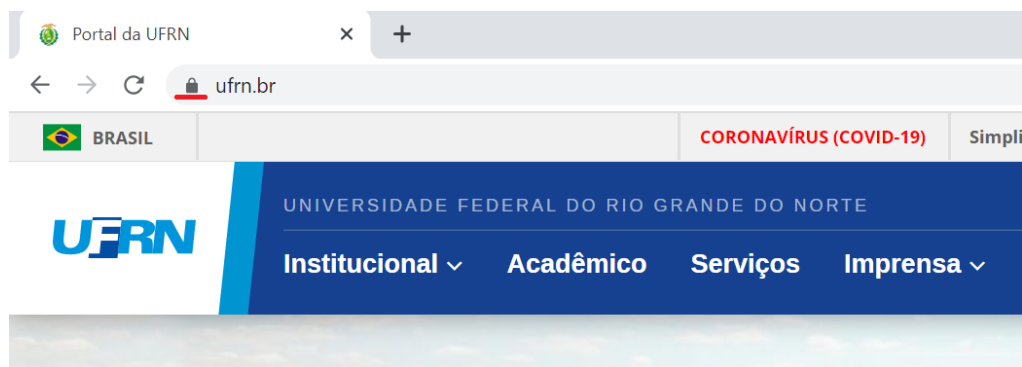 Portal da UFRN
ufrn.br
BRASIL
CORONAVÍRUS (COVID-19)
Simpli
UFRN
UNIVERSIDADE FEDERAL DO RIO GRANDE DO NORTE
Institucional
Acadêmico
Serviços
Imprensa